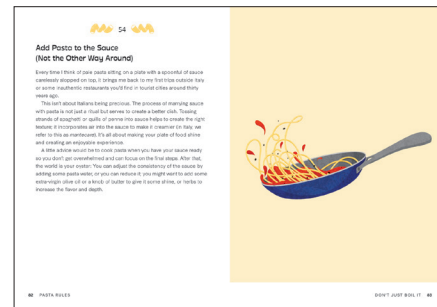 54
Add Pasta to the Sauce
(Not the Other Way Around)
Every time I think of pale pasta sitting on a plate with a spoonful of sauce
carelessly slopped on top, it brings me back to my first trips outside Italy
or some inauthentic restaurants you'd find in tourist cities around thirty
years ago.
This isn't about Italians being precious. The process of marrying sauce
with pasta is not just a ritual but serves to create a better dish. Tossing
strands of spaghetti or quills of penne into sauce helps to create the right
texture; it incorporates air into the sauce to make it creamier (in Italy, we
refer to this as mantecare). It's all about making your plate of food shine
and creating an enjoyable experience.
A little advice would be to cook pasta when you have your sauce ready
so you don't get overwhelmed and can focus on the final steps. After that,
the world is your oyster: You can adjust the consistency of the sauce by
adding some pasta water, or you can reduce it; you might want to add some
extra-virgin olive oil or a knob of butter to give it some shine, or herbs to
increase the flavor and depth.
82 PASTA RULES
DON'T JUST BOIL IT 83